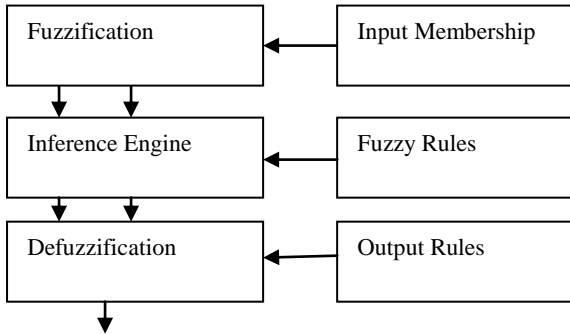 Fuzzification
Input Membership
Inference Engine
Fuzzy Rules
Defuzzification
Output Rules